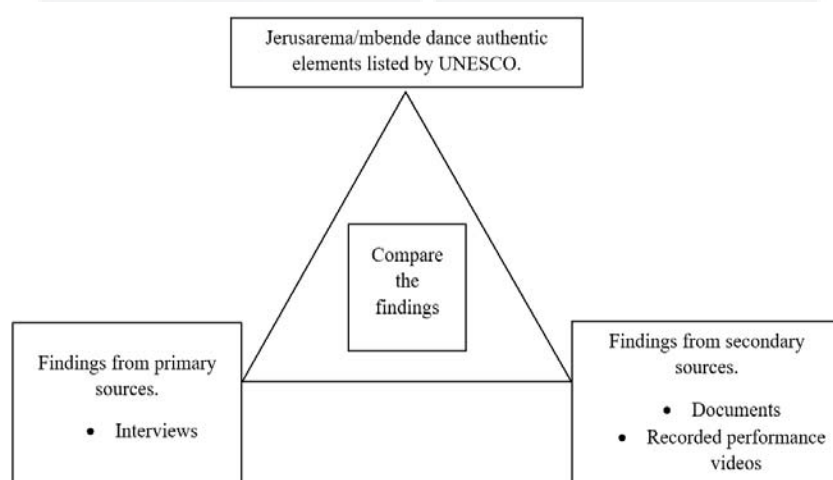 Jerusarema/mbende dance authentic
elements listed by UNESCO.
Compare
the
findings
Findings from primary
sources.
• Interviews
Findings from secondary
sources.
• Documents
• Recorded performance
videos